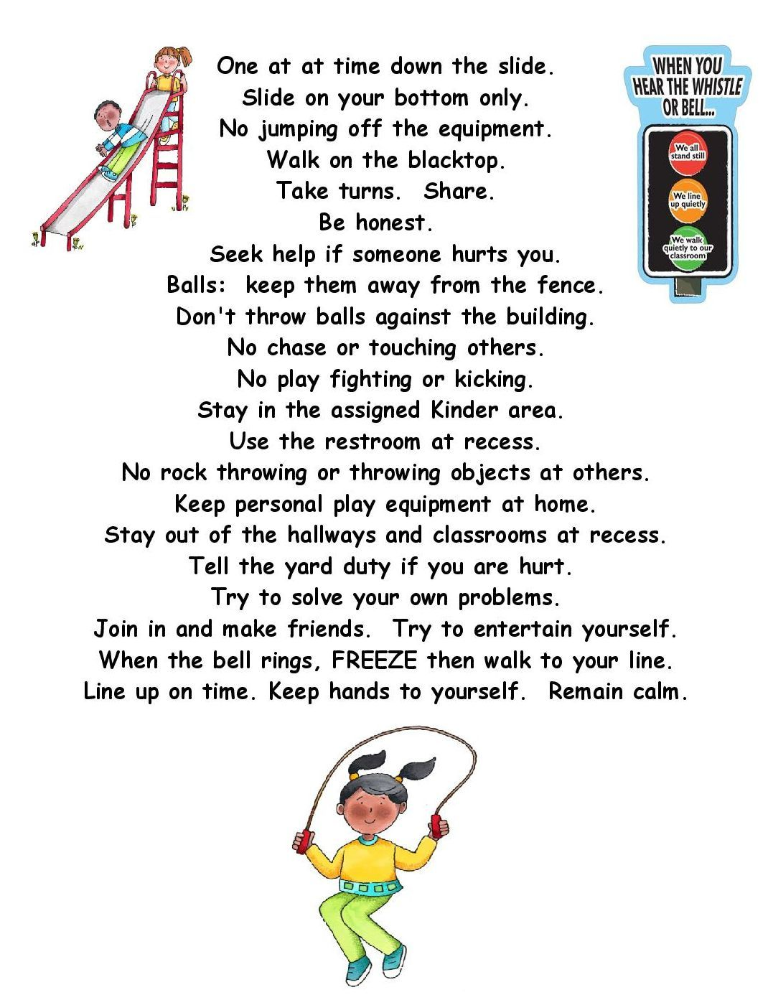 One at at time down the slide.
Slide on your bottom only.
No jumping off the equipment.
Walk on the blacktop.
Take turns.  Share.
Be honest.
Seek help if someone hurts you.
Balls:  keep them away from the fence.
Don't throw balls against the building.
No chase or touching others.
No play fighting or kicking.
Stay in the assigned Kinder area.
Use the restroom at recess.
No rock throwing or throwing objects at others.
Keep personal play equipment at home.
Stay out of the hallways and classrooms at recess.
Tell the yard duty if you are hurt.
Try to solve your own problems.
Join in and make friends.  Try to entertain yourself.
When the bell rings, FREEZE then walk to your line.
Line up on time. Keep hands to yourself.  Remain calm.
WHEN YOU
HEAR THE WHISTLE
OR BELL...
We all
stand still
We line
up quietly
We walk
quietly to our
classroom